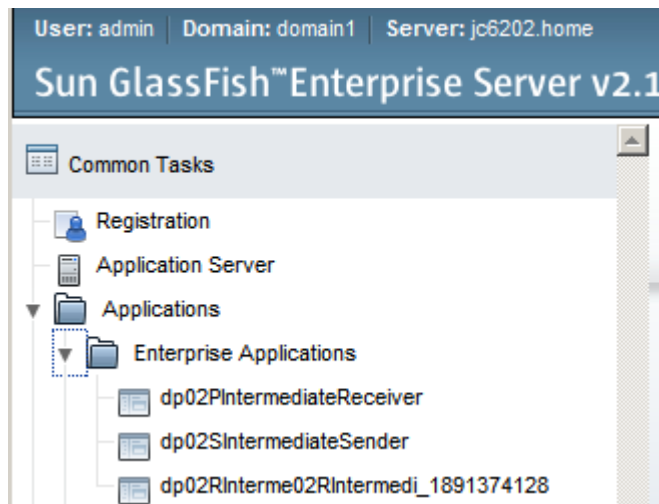 User: admin Domain: domain1 Server: jc6202.home
Sun GlassFish™Enterprise Server v2.1
Common Tasks
Registration
Application Server
Applications
Enterprise Applications
dp02PIntermediateReceiver
dp02SIntermediateSender
dp02RInterme02RIntermedi_1891374128